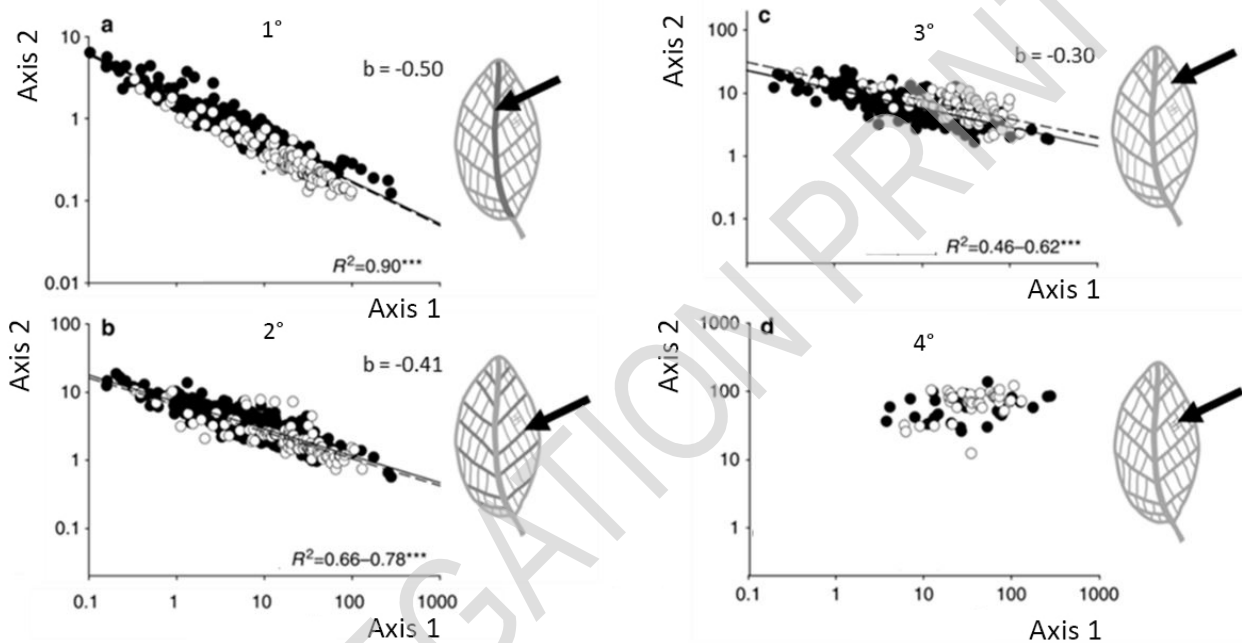 a
1°
10
1
0.1
0.01
Axis 2
b = -0.50
R²=0.90***
Axis 1
c
3°
100
10
1
0.1
Axis 2
b = -0.30
R²=0.46–0.62***
Axis 1
b
2°
100
10
1
0.1
Axis 2
b = -0.41
R²=0.66–0.78***
0.1 1 10 100 1000
Axis 1
d
4°
1000
100
10
1
Axis 2
0.1 1 10 100 1000
Axis 1
GATION PRINT